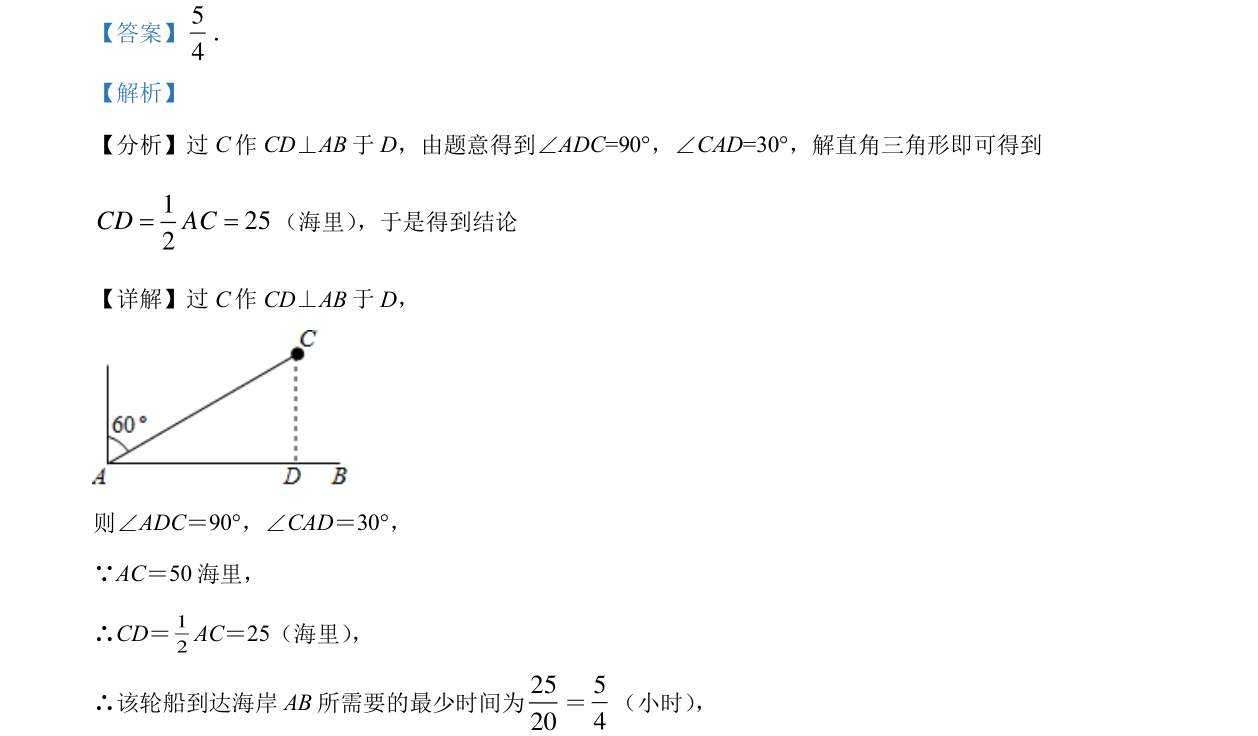 【答案】5/4．
【解析】
【分析】过 C 作 CD⊥AB 于 D，由题意得到∠ADC=90°，∠CAD=30°，解直角三角形即可得到
CD = 1/2 AC = 25（海里），于是得到结论
【详解】过 C 作 CD⊥AB 于 D，
C
60°
A D B
则∠ADC＝90°，∠CAD＝30°，
∵AC＝50 海里，
∴CD＝1/2 AC＝25（海里），
∴该轮船到达海岸 AB 所需要的最少时间为 25/20 ＝ 5/4（小时），